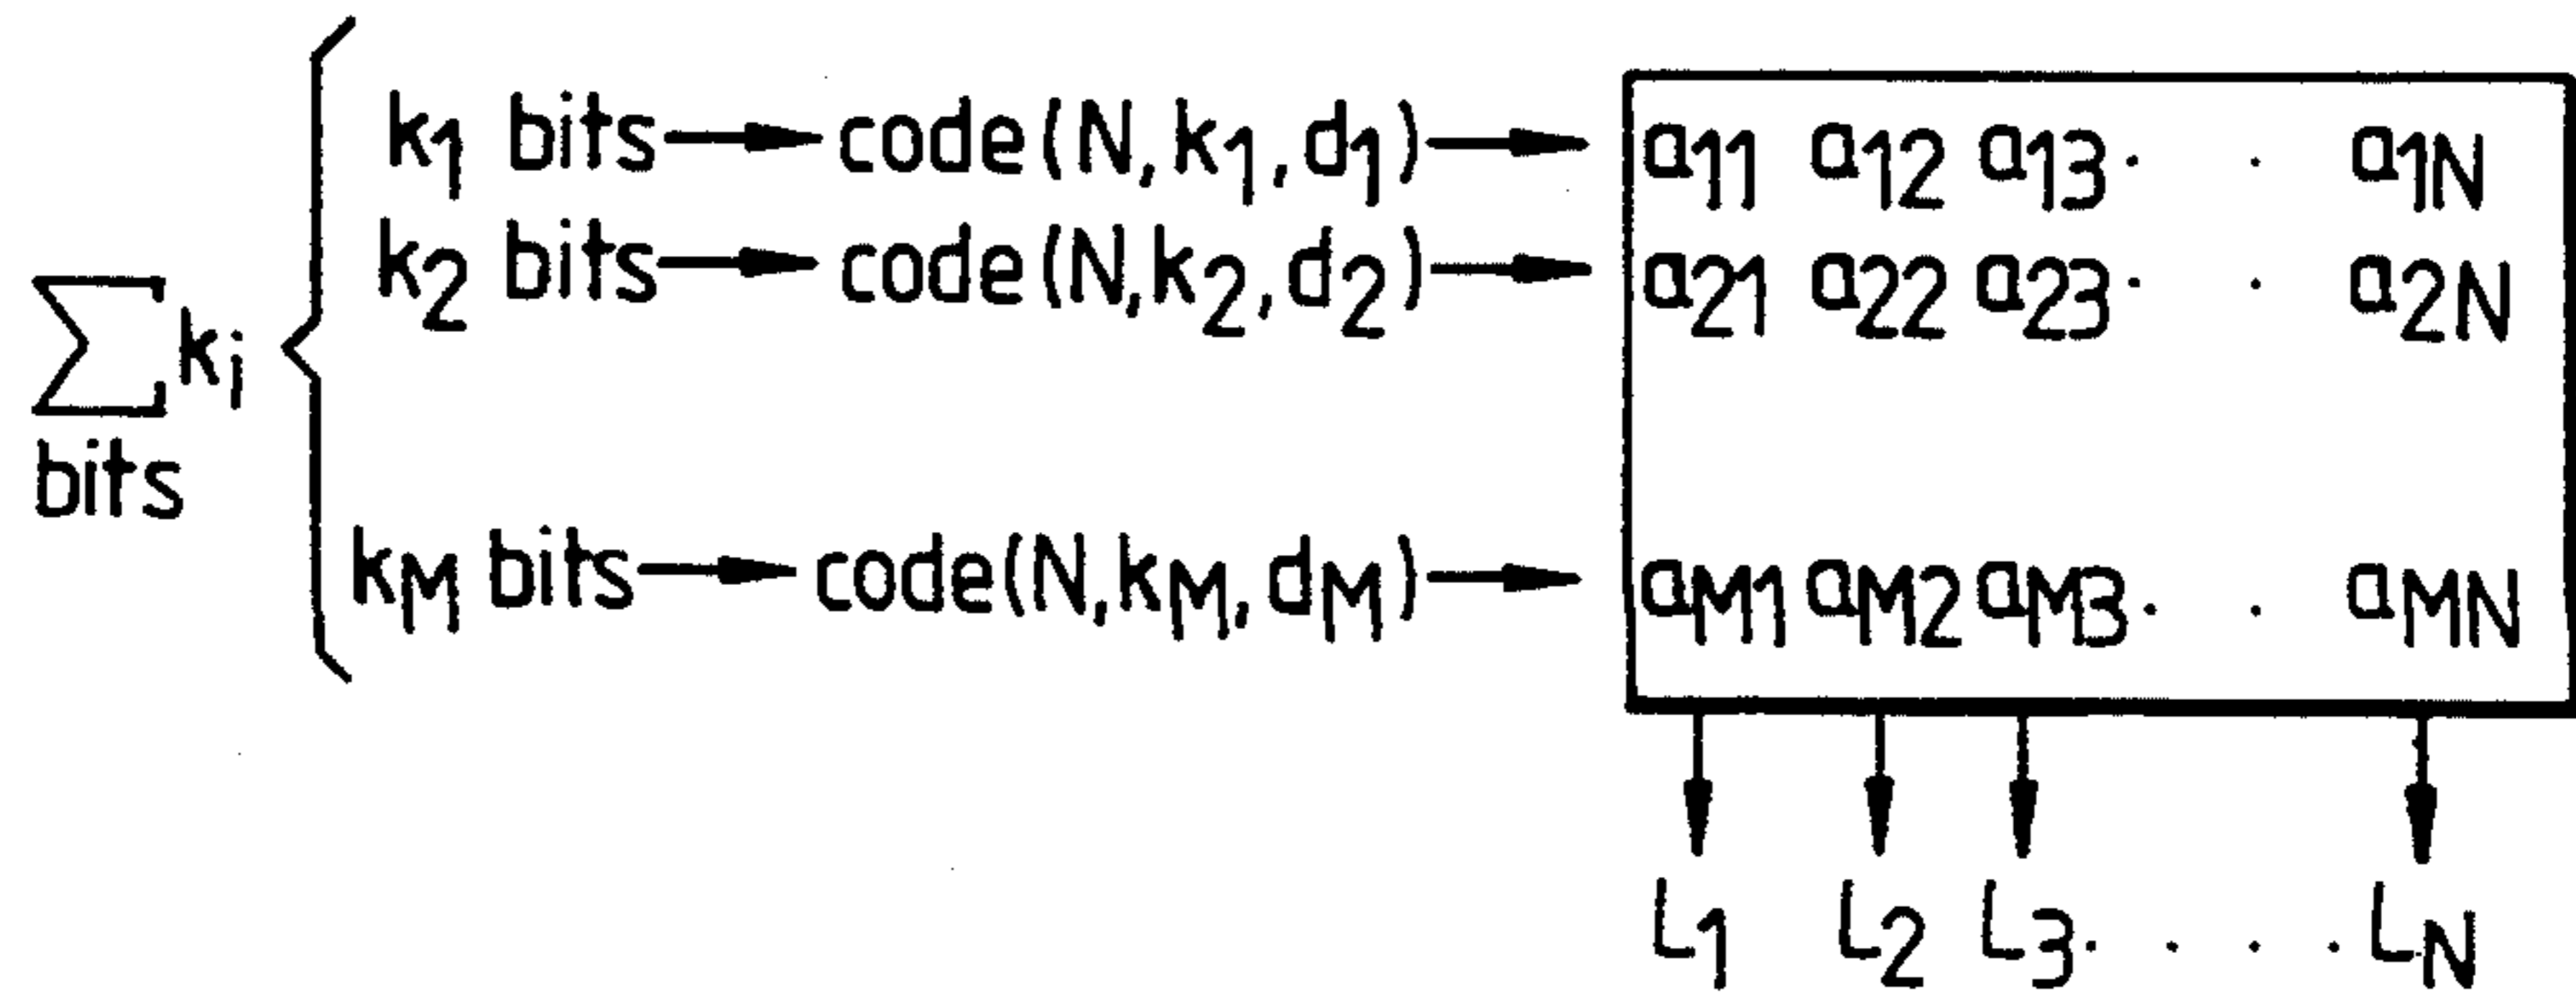 k1 bits → code(N,k1,d1) → a11 a12 a13 . . a1N
k2 bits → code(N,k2,d2) → a21 a22 a23 . . a2N
∑ki
bits
kM bits → code(N,kM,dM) → aM1 aM2 aM3 . . aMN
L1 L2 L3 . . . . LN